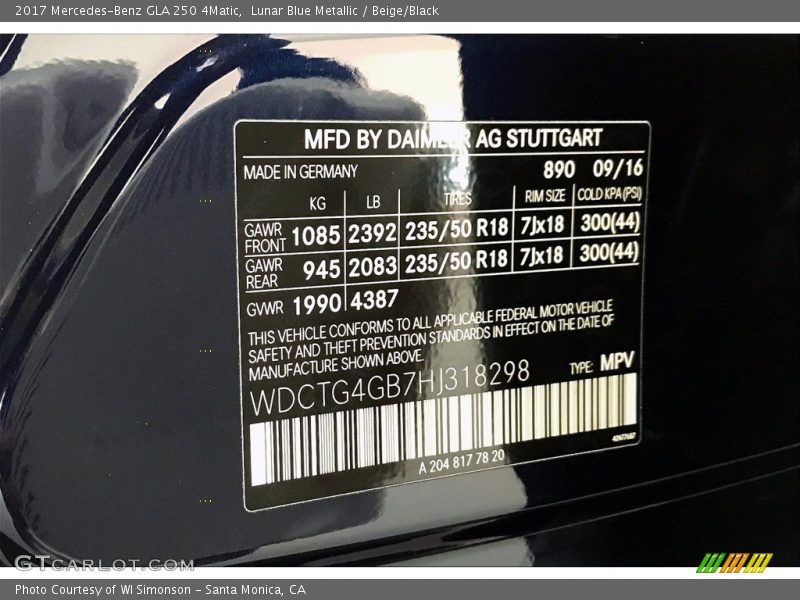 2017 Mercedes-Benz GLA 250 4Matic,  Lunar Blue Metallic / Beige/Black
MFD BY DAIMLER AG STUTTGART
MADE IN GERMANY 890 09/16
KG LB TIRES RIM SIZE COLD KPA(PSI)
GAWR FRONT 1085 2392 235/50 R18 7Jx18 300(44)
GAWR REAR 945 2083 235/50 R18 7Jx18 300(44)
GVWR 1990 4387
THIS VEHICLE CONFORMS TO ALL APPLICABLE FEDERAL MOTOR VEHICLE
SAFETY AND THEFT PREVENTION STANDARDS IN EFFECT ON THE DATE OF
MANUFACTURE SHOWN ABOVE.
WDCTG4GB7HJ318298 TYPE: MPV
A 204 817 78 20
GTCARLOT.COM
Photo Courtesy of WI Simonson - Santa Monica, CA